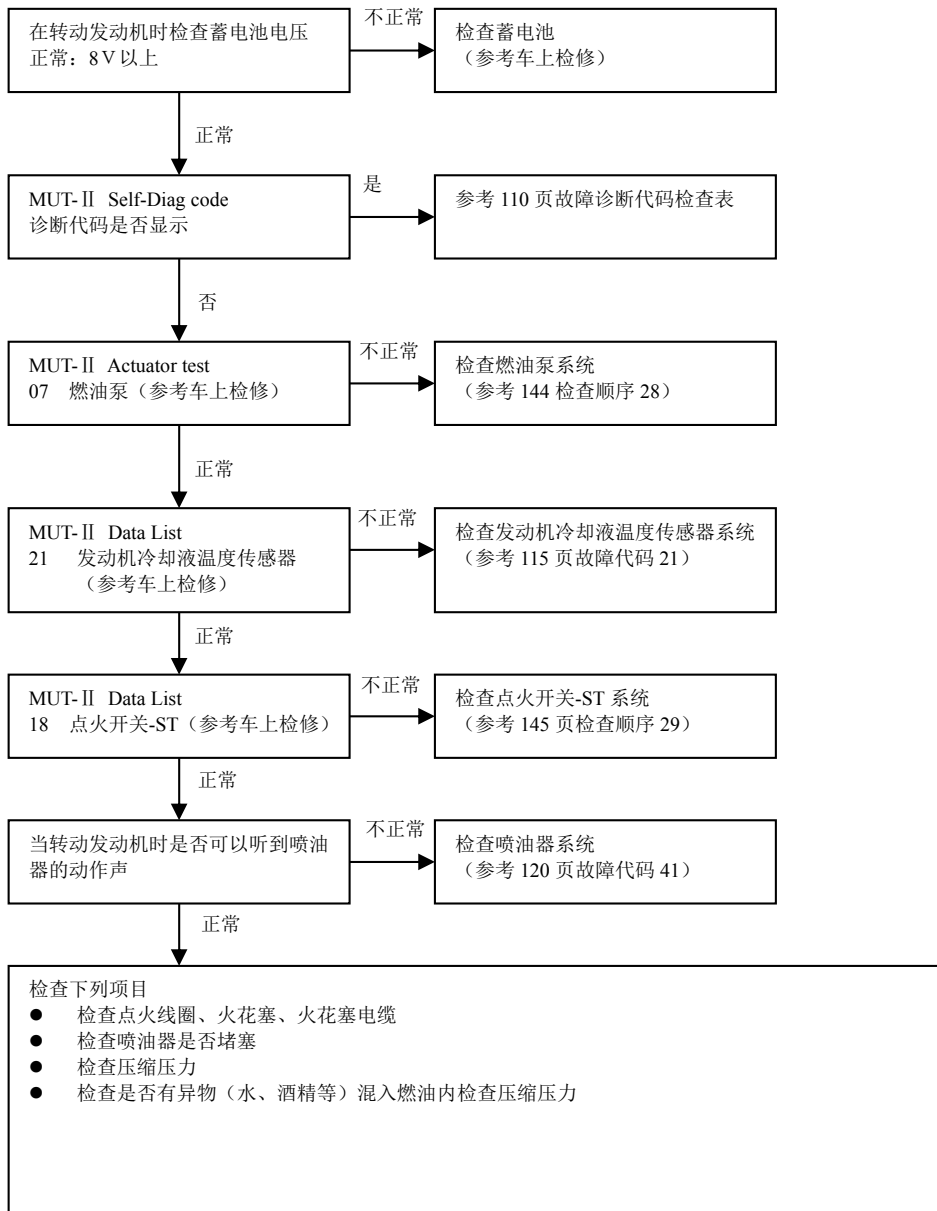 在转动发动机时检查蓄电池电压
正常：8V以上
不正常
检查蓄电池
（参考车上检修）
正常
MUT-Ⅱ Self-Diag code
诊断代码是否显示
是
参考 110 页故障诊断代码检查表
否
MUT-Ⅱ Actuator test
07 燃油泵（参考车上检修）
不正常
检查燃油泵系统
（参考 144 检查顺序 28）
正常
MUT-Ⅱ Data List
21 发动机冷却液温度传感器
（参考车上检修）
不正常
检查发动机冷却液温度传感器系统
（参考 115 页故障代码 21）
正常
MUT-Ⅱ Data List
18 点火开关-ST（参考车上检修）
不正常
检查点火开关-ST 系统
（参考 145 页检查顺序 29）
正常
当转动发动机时是否可以听到喷油
器的动作声
不正常
检查喷油器系统
（参考 120 页故障代码 41）
正常
检查下列项目
● 检查点火线圈、火花塞、火花塞电缆
● 检查喷油器是否堵塞
● 检查压缩压力
● 检查是否有异物（水、酒精等）混入燃油内检查压缩压力